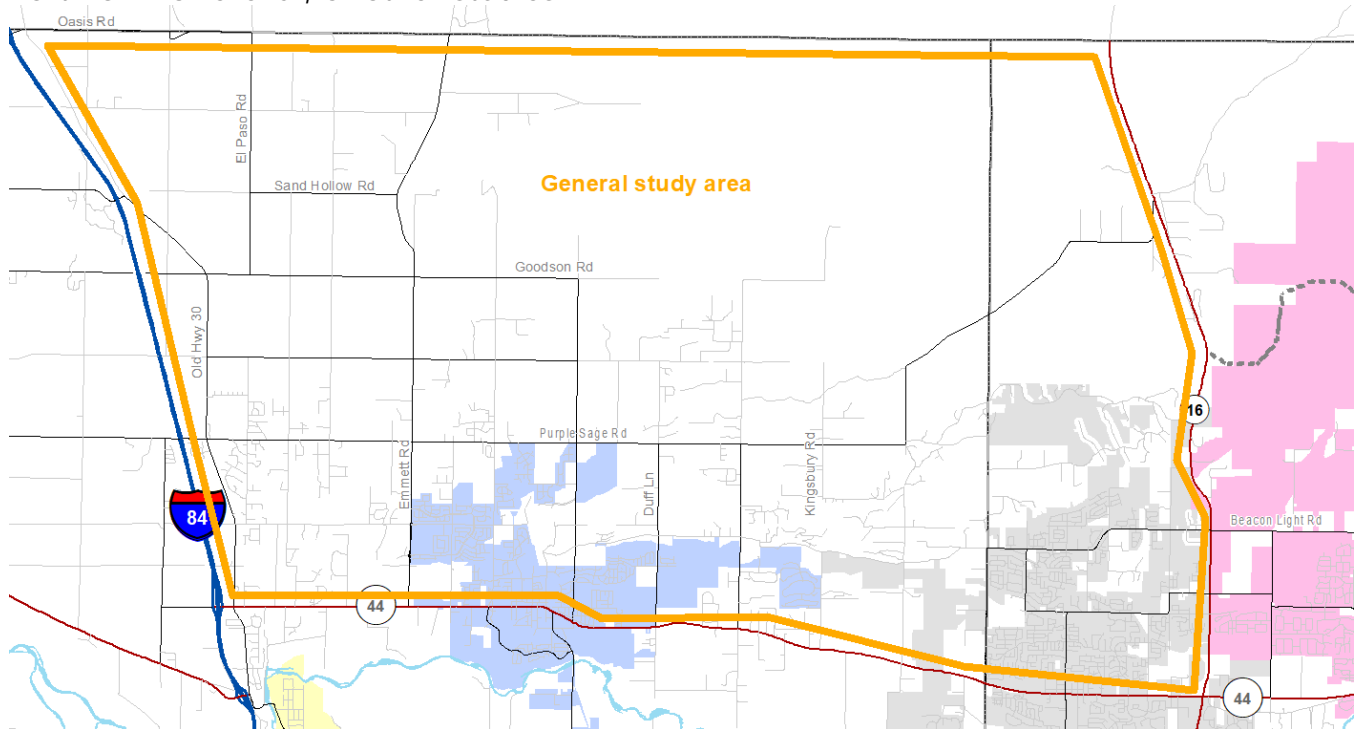 Oasis Rd
El Paso Rd
Sand Hollow Rd
General study area
Goodson Rd
Old Hwy 30
16
Purple Sage Rd
Emmett Rd
Duff Ln
Kingsbury Rd
84
Beacon Light Rd
44
44